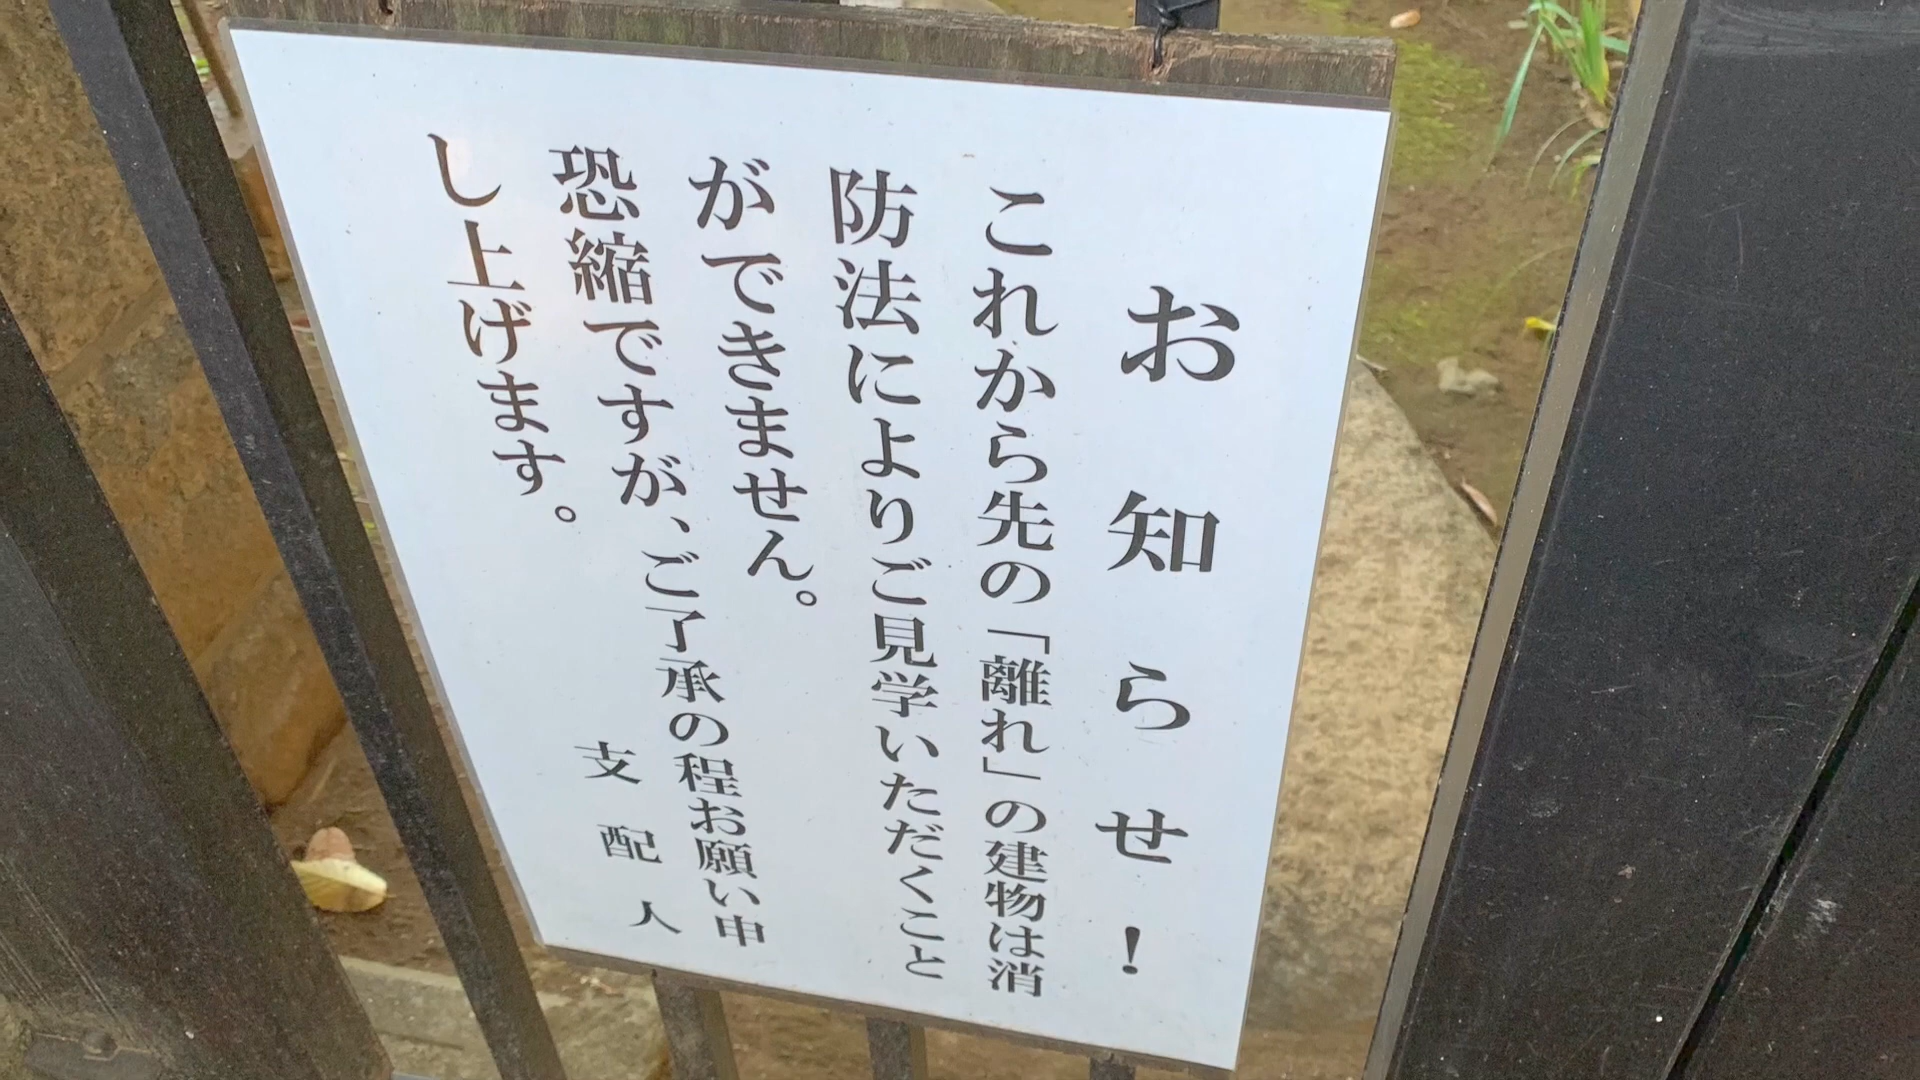 お知らせ!
これから先の「離れ」の建物は消
防法によりご見学いただくこと
ができません。
恐縮ですが、ご了承の程お願い申
し上げます。
支配人